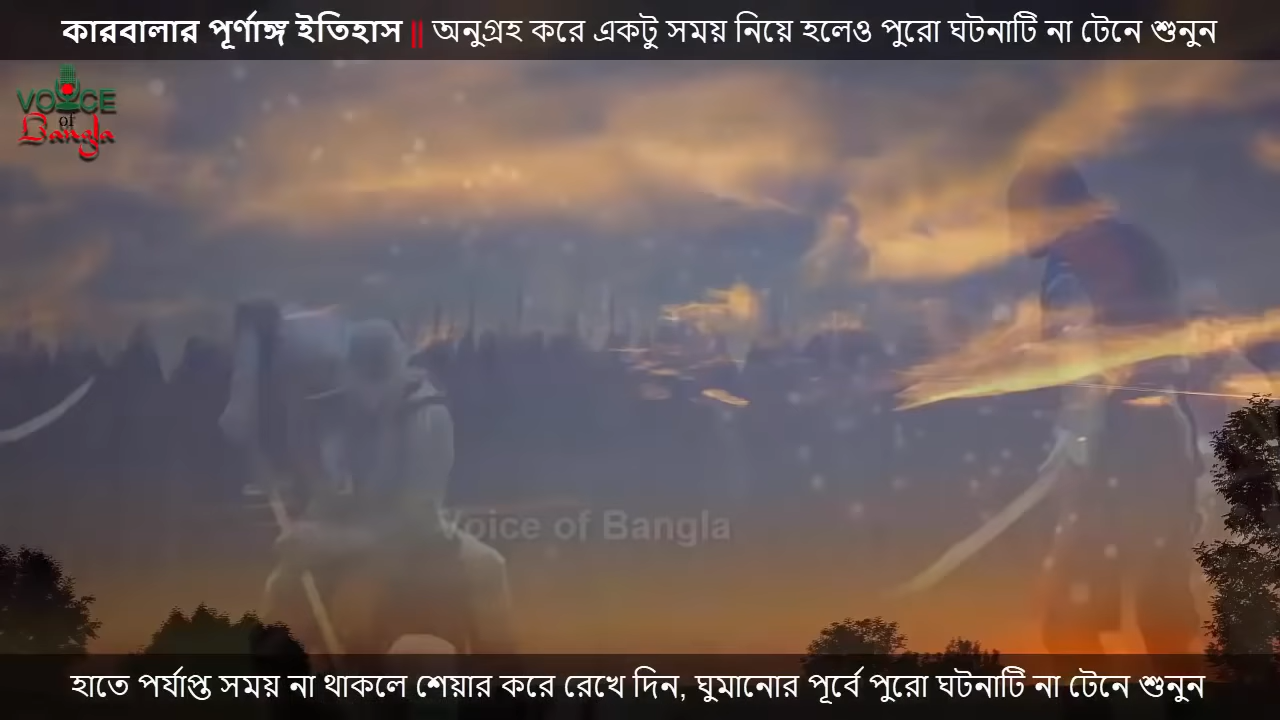 কারবালার পূর্ণাঙ্গ ইতিহাস || অনুগ্রহ করে একটু সময় নিয়ে হলেও পুরো ঘটনাটি না টেনে শুনুন
VOICE
of
Bangla
Voice of Bangla
হাতে পর্যাপ্ত সময় না থাকলে শেয়ার করে রেখে দিন, ঘুমানোর পূর্বে পুরো ঘটনাটি না টেনে শুনুন